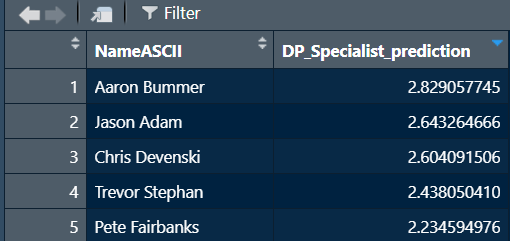 Filter
NameASCII DP_Specialist_prediction
1 Aaron Bummer 2.829057745
2 Jason Adam 2.643264666
3 Chris Devenski 2.604091506
4 Trevor Stephan 2.438050410
5 Pete Fairbanks 2.234594976